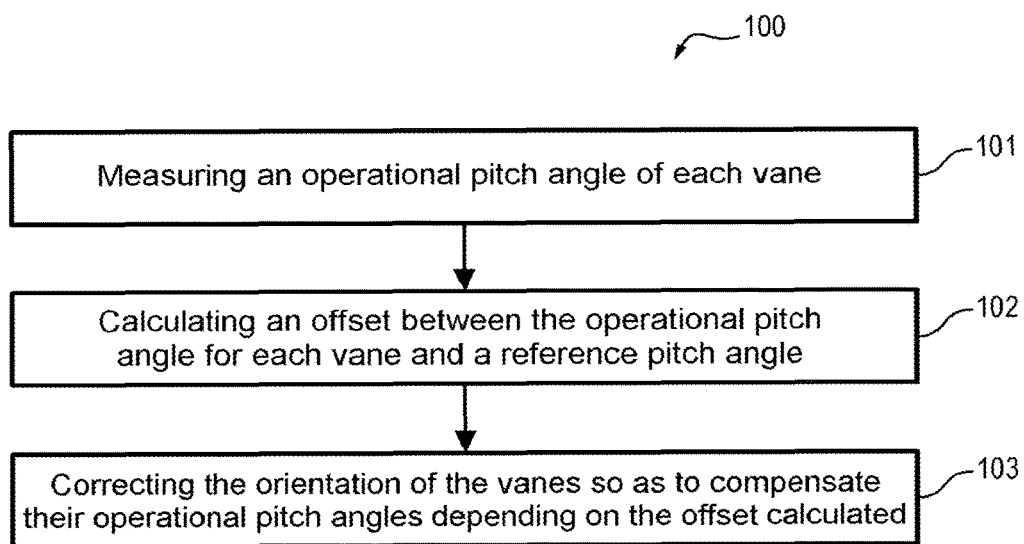 100
Measuring an operational pitch angle of each vane
101
Calculating an offset between the operational pitch
angle for each vane and a reference pitch angle
102
Correcting the orientation of the vanes so as to compensate
their operational pitch angles depending on the offset calculated
103